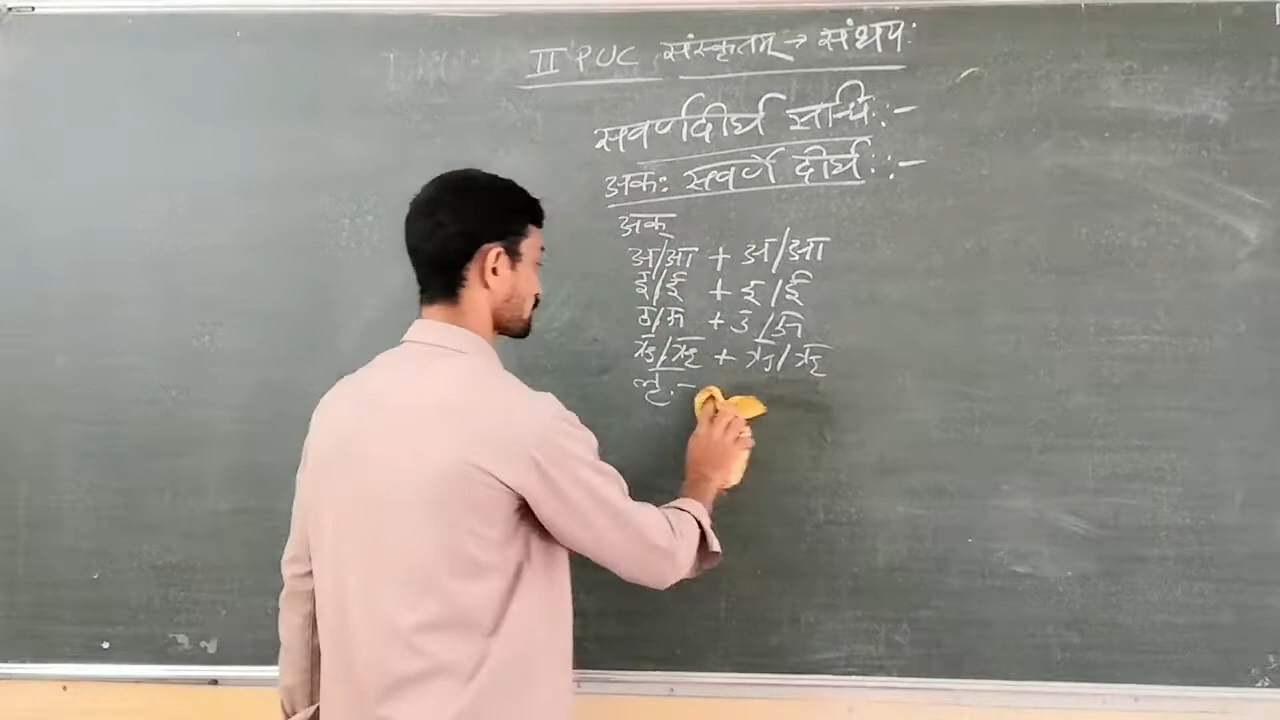 II PUC संस्कृतम् → संधयः
सवर्णदीर्घ सन्धिः :-
अकः सवर्णे दीर्घः :-
अक्
अ/आ + अ/आ
इ/ई + इ/ई
उ/ऊ + उ/ऊ
ऋ/ॠ + ऋ/ॠ
लृ.-